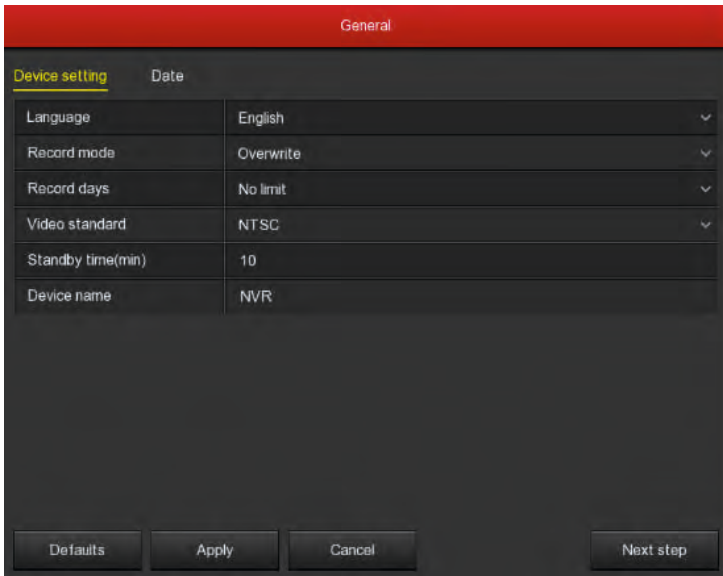 General
Device setting Date
Language English
Record mode Overwrite
Record days No limit
Video standard NTSC
Standby time(min) 10
Device name NVR
Defaults Apply Cancel Next step